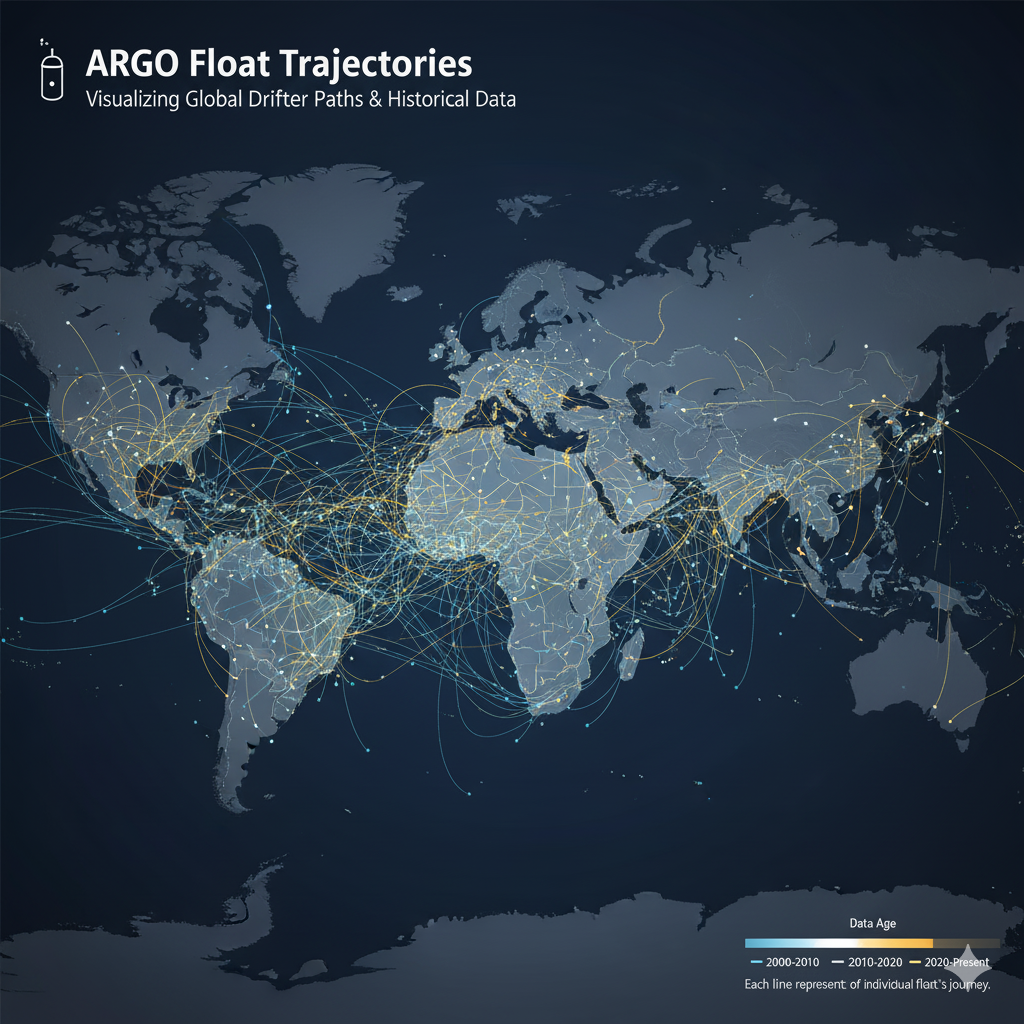 ARGO Float Trajectories
Visualizing Global Drifter Paths & Historical Data
Data Age
2000-2010 2010-2020 2020-Present
Each line represent: of individual flart's journey.